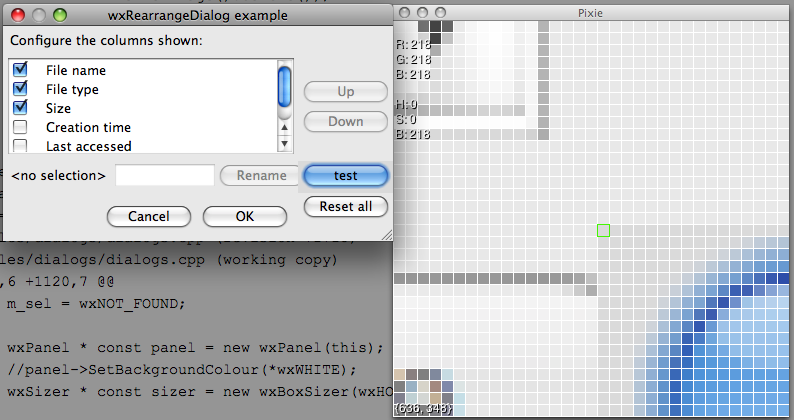 wxRearrangeDialog example
Configure the columns shown:
File name
File type
Size
Creation time
Last accessed
Up
Down
<no selection>
Rename
test
Reset all
Cancel
OK
Pixie
R: 218
G: 218
B: 218
H: 0
S: 0
B: 218
{636, 348}
les/dialogs/dialogs.cpp (working copy)
,6 +1120,7 @@
m_sel = wxNOT_FOUND;
wxPanel * const panel = new wxPanel(this);
//panel->SetBackgroundColour(*wxWHITE);
wxSizer * const sizer = new wxBoxSizer(wxHO